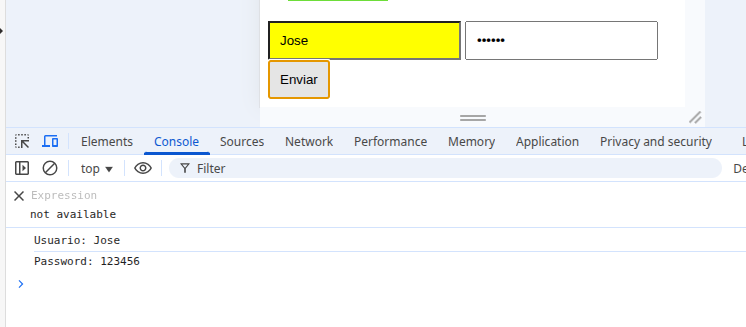 Jose ••••••
Enviar
Elements Console Sources Network Performance Memory Application Privacy and security
top Filter
Expression
not available
Usuario: Jose
Password: 123456